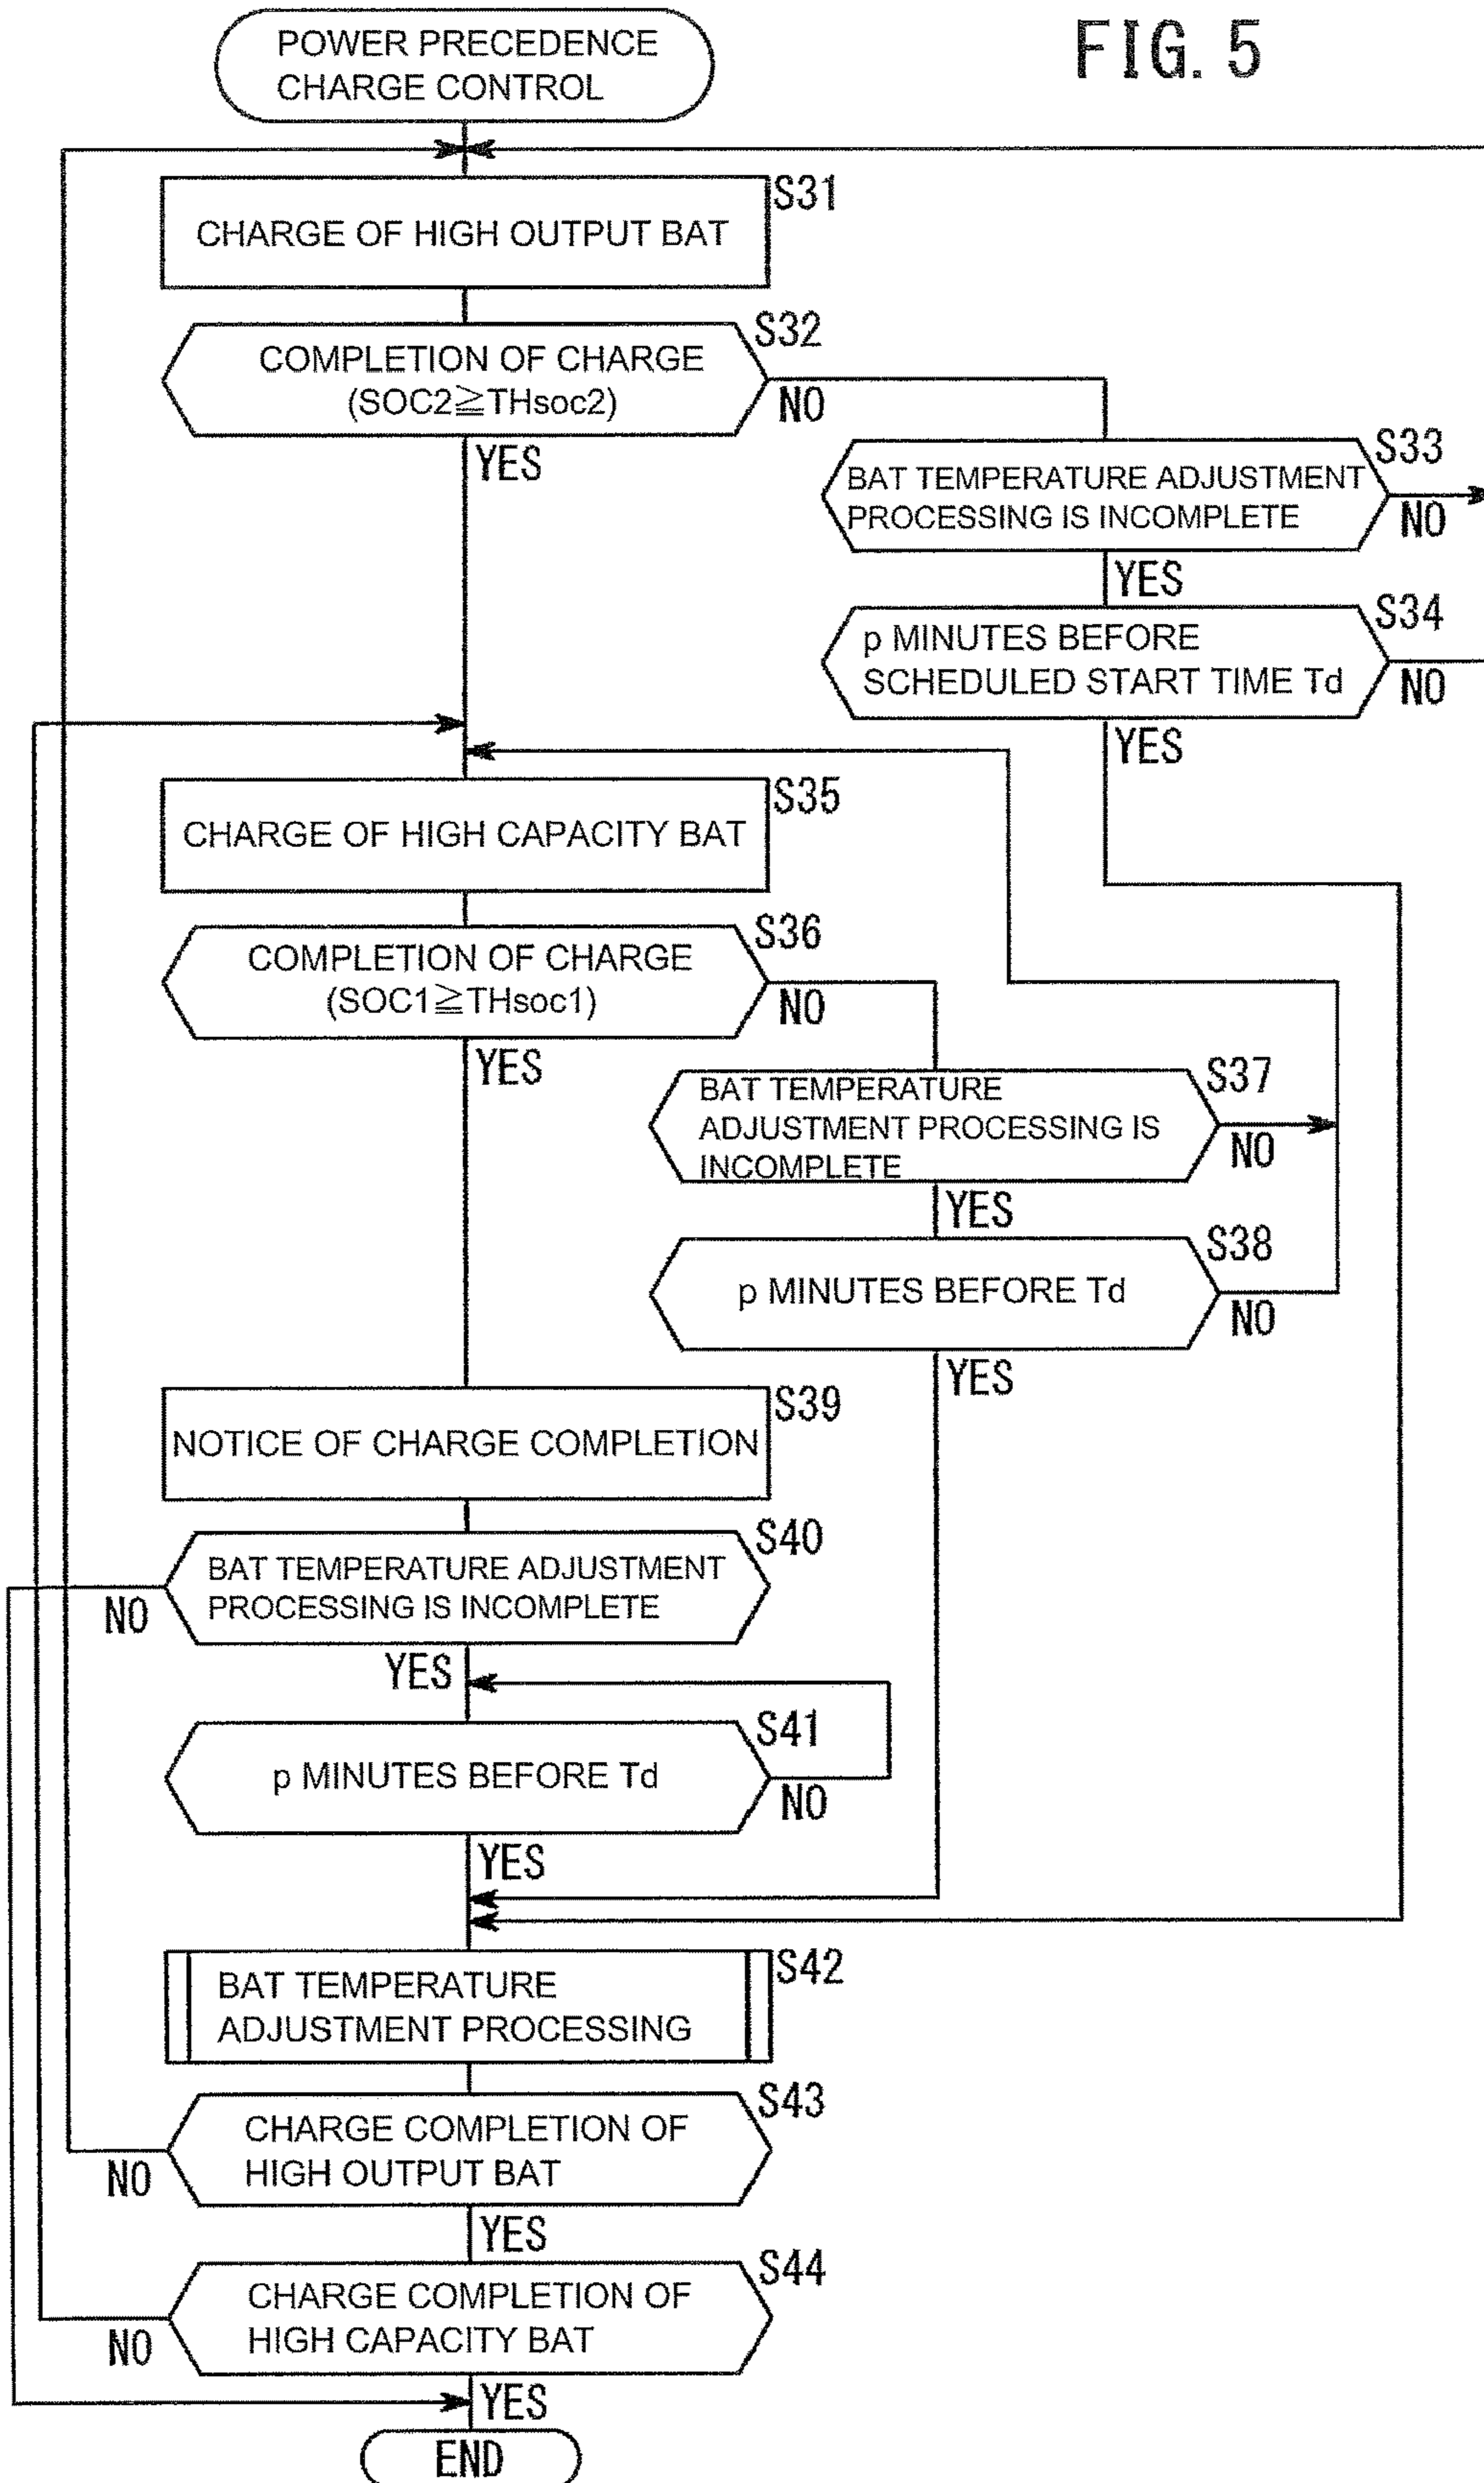 FIG. 5
POWER PRECEDENCE
CHARGE CONTROL
S31
CHARGE OF HIGH OUTPUT BAT
S32
COMPLETION OF CHARGE
(SOC2≧THsoc2)
NO
YES
S33
BAT TEMPERATURE ADJUSTMENT
PROCESSING IS INCOMPLETE
NO
YES
S34
p MINUTES BEFORE
SCHEDULED START TIME Td
NO
YES
S35
CHARGE OF HIGH CAPACITY BAT
S36
COMPLETION OF CHARGE
(SOC1≧THsoc1)
NO
YES
S37
BAT TEMPERATURE
ADJUSTMENT PROCESSING IS
INCOMPLETE
NO
YES
S38
p MINUTES BEFORE Td
NO
YES
S39
NOTICE OF CHARGE COMPLETION
S40
BAT TEMPERATURE ADJUSTMENT
PROCESSING IS INCOMPLETE
NO
YES
S41
p MINUTES BEFORE Td
NO
YES
S42
BAT TEMPERATURE
ADJUSTMENT PROCESSING
S43
CHARGE COMPLETION OF
HIGH OUTPUT BAT
NO
YES
S44
CHARGE COMPLETION OF
HIGH CAPACITY BAT
NO
YES
END